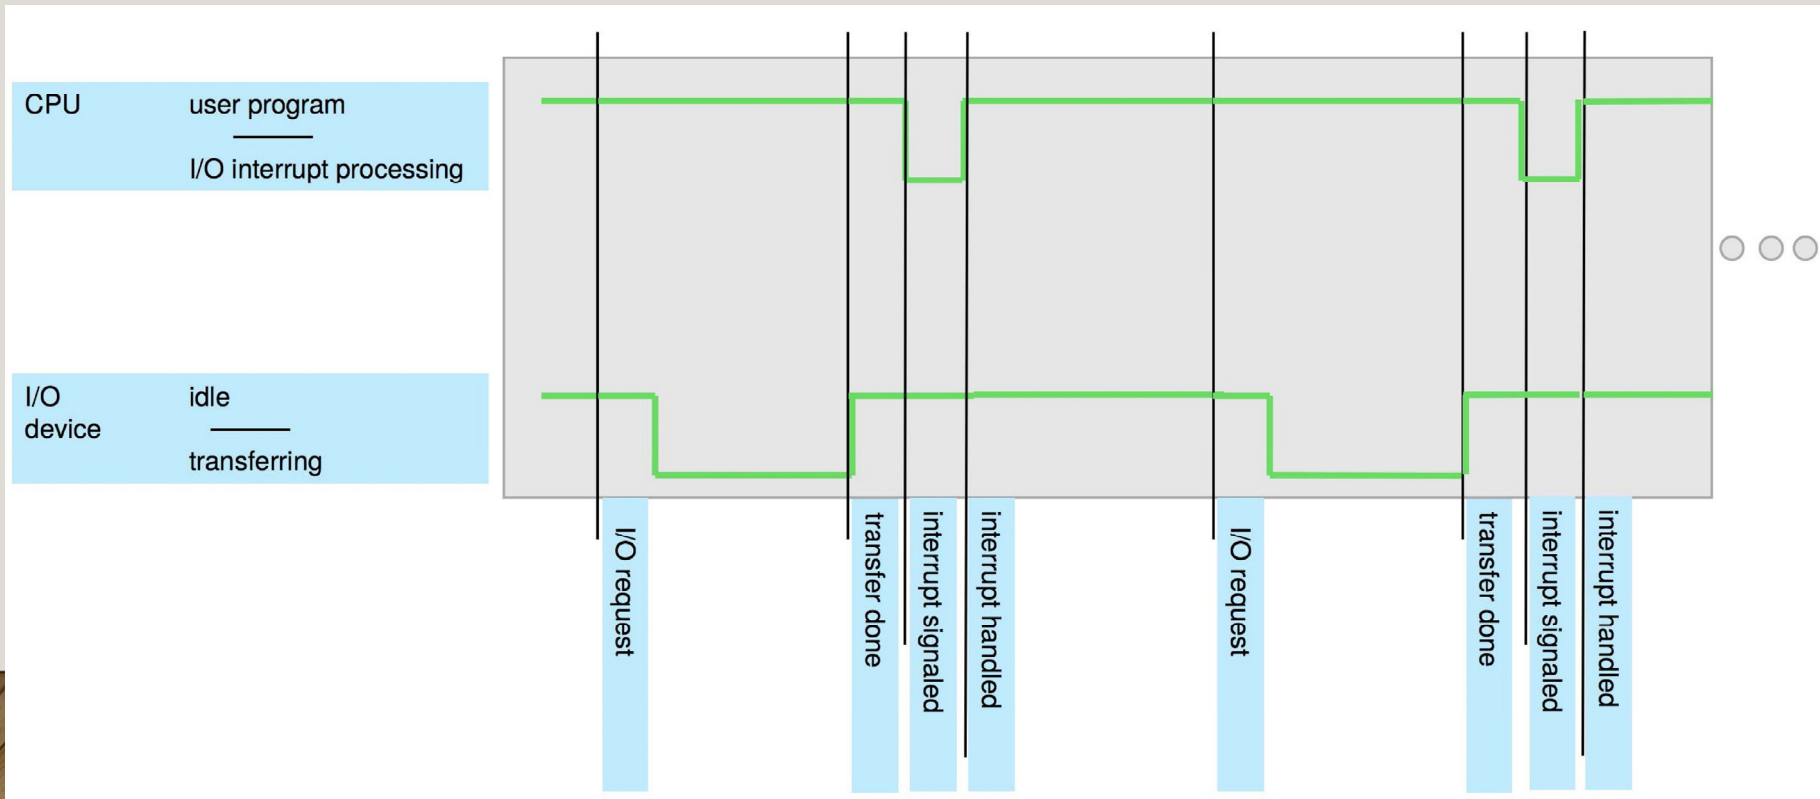 CPU
user program
I/O interrupt processing
I/O
device
idle
transferring
I/O request
transfer done
interrupt signaled
interrupt handled
I/O request
transfer done
interrupt signaled
interrupt handled